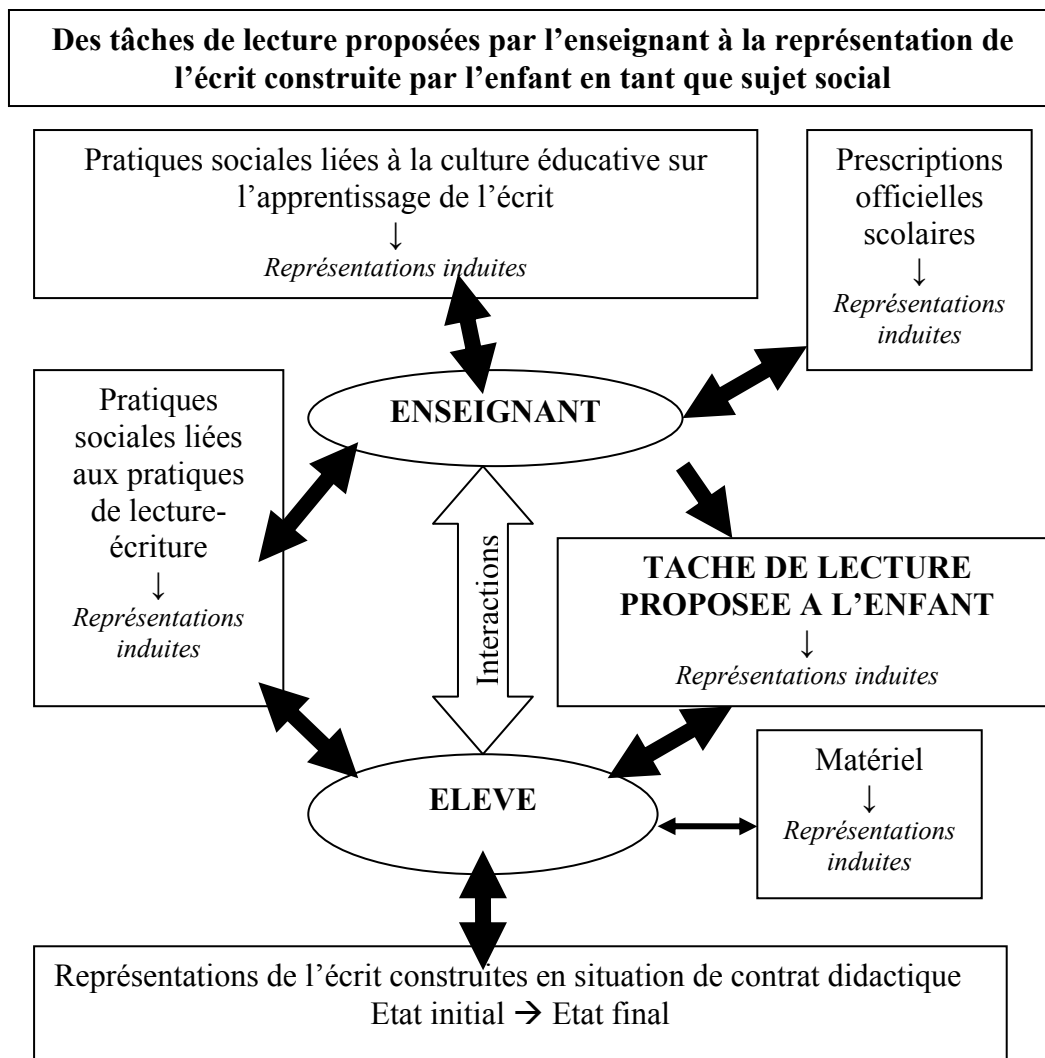 Des tâches de lecture proposées par l’enseignant à la représentation de
l’écrit construite par l’enfant en tant que sujet social
Pratiques sociales liées à la culture éducative sur
l’apprentissage de l’écrit
↓
Représentations induites
Prescriptions
officielles
scolaires
↓
Représentations
induites
ENSEIGNANT
Pratiques
sociales liées
aux pratiques
de lecture-
écriture
↓
Représentations
induites
Interactions
TACHE DE LECTURE
PROPOSEE A L’ENFANT
↓
Représentations induites
ELEVE
Matériel
↓
Représentations
induites
Représentations de l’écrit construites en situation de contrat didactique
Etat initial → Etat final